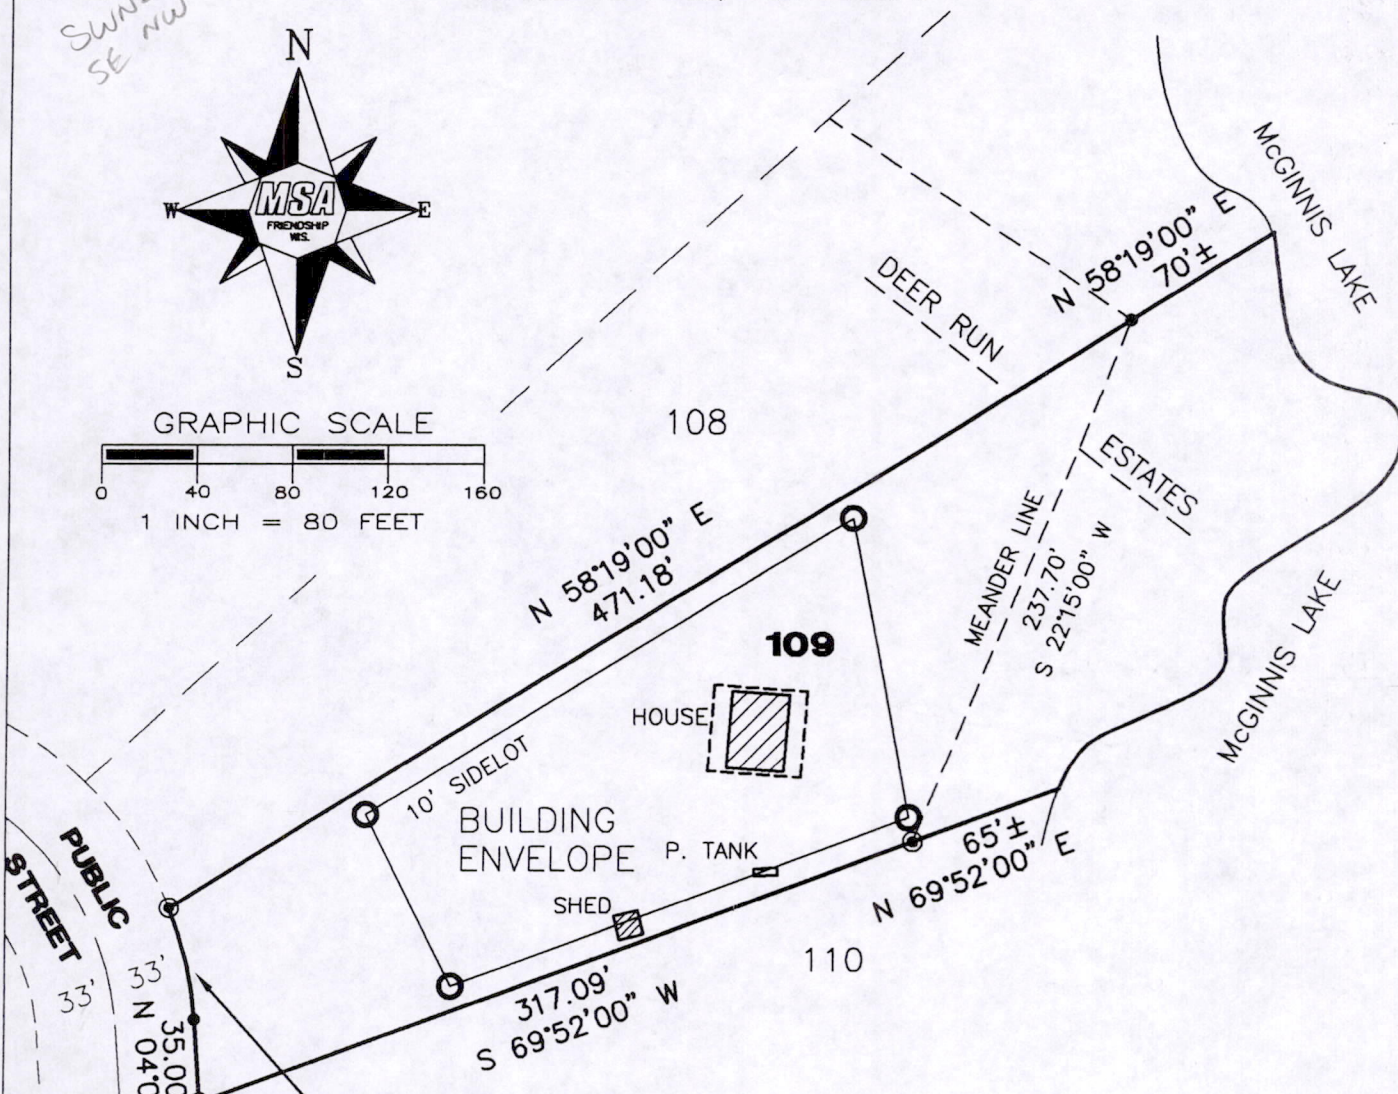 SE NW
N
W
MSA
E
FRIENDSHIP
WIS.
S
GRAPHIC SCALE
0 40 80 120 160
1 INCH = 80 FEET
McGINNIS LAKE
N 58°19'00" E
70'±
DEER RUN
108
ESTATES
N 58°19'00" E
471.18'
MEANDER LINE
237.70'
S 22°15'00" W
McGINNIS LAKE
109
HOUSE
10' SIDELOT
BUILDING
ENVELOPE
P. TANK
SHED
65'±
N 69°52'00" E
110
317.09'
S 69°52'00" W
PUBLIC
STREET
33'
33'
35.00
N 04°0